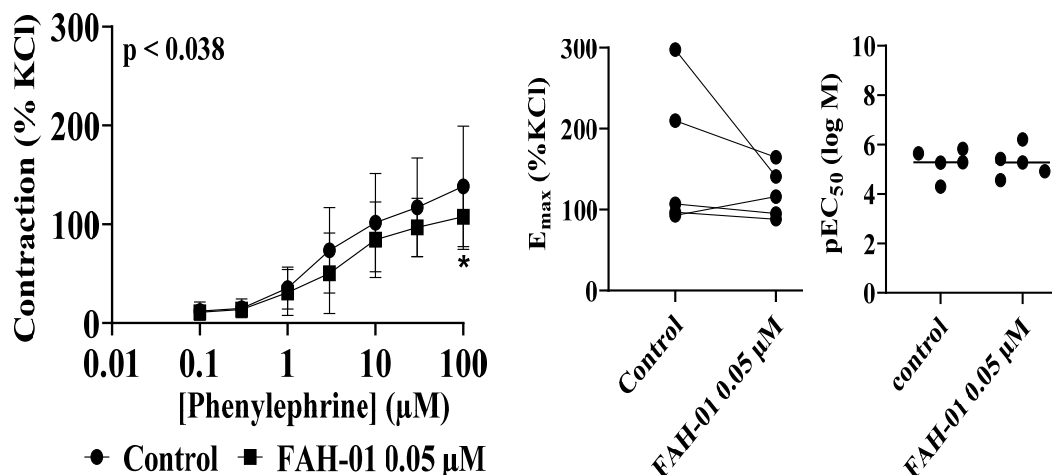 Contraction (% KCl)
300
200
100
0
p < 0.038
*
0.01
0.1
1
10
100
[Phenylephrine] (µM)
Control
FAH-01 0.05 µM
Emax (%KCl)
300
200
100
0
Control
FAH-01 0.05 µM
pEC50 (log M)
10
8
6
4
2
0
control
FAH-01 0.05 µM